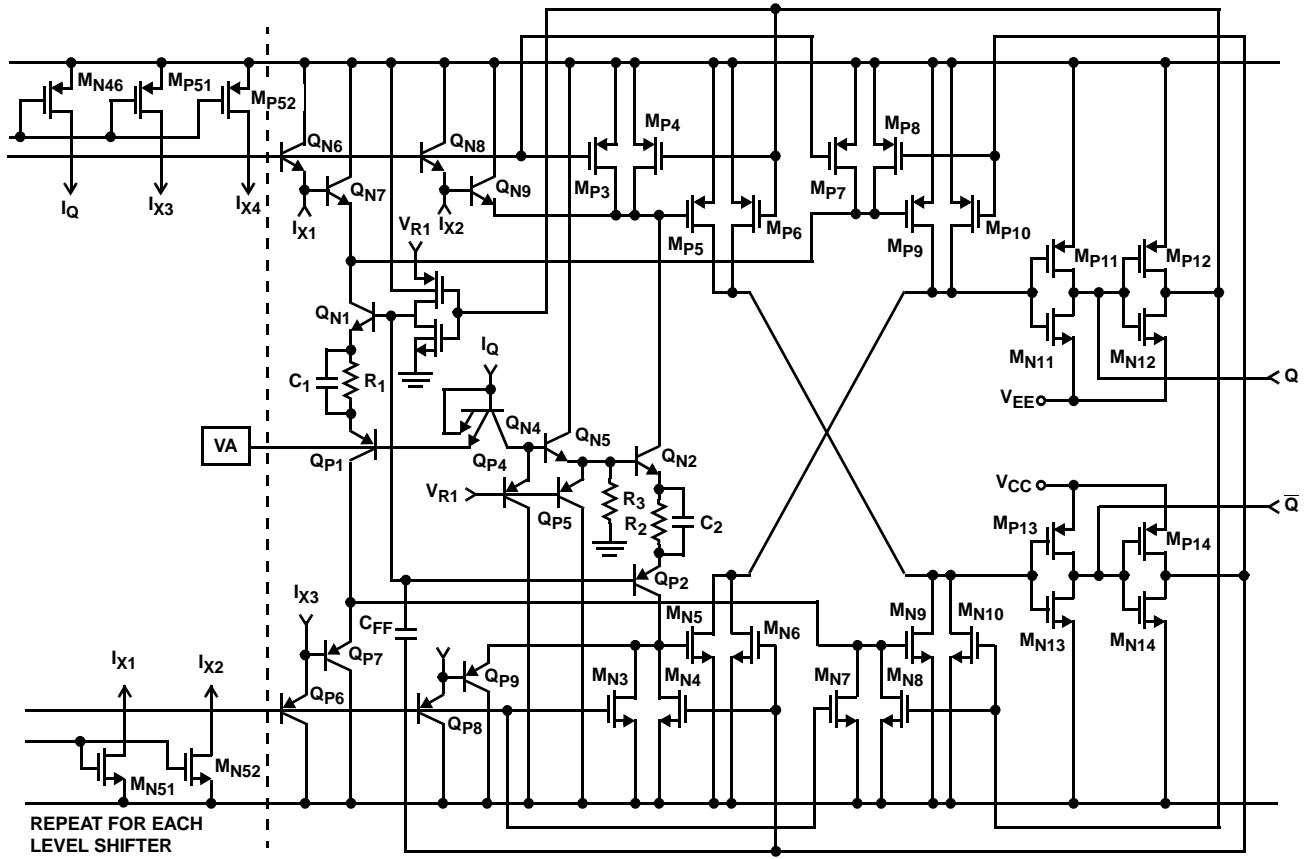 MN46
MP51
MP52
IQ
IX3
IX4
QN6
QN7
IX1
QN8
QN9
IX2
VR1
MP4
MP3
MP5
MP6
MP8
MP7
MP9
MP10
MP11
MP12
MN11
MN12
VEE
Q
QN1
C1
R1
IQ
QN4
QN5
QN2
VA
QP1
QP4
VR1
QP5
R3
R2
C2
QP2
VCC
Q̅
MP13
MP14
MN13
MN14
IX3
CFF
QP7
QP6
QP9
QP8
MN5
MN6
MN3
MN4
MN9
MN10
MN7
MN8
IX1
IX2
MN51
MN52
REPEAT FOR EACH
LEVEL SHIFTER